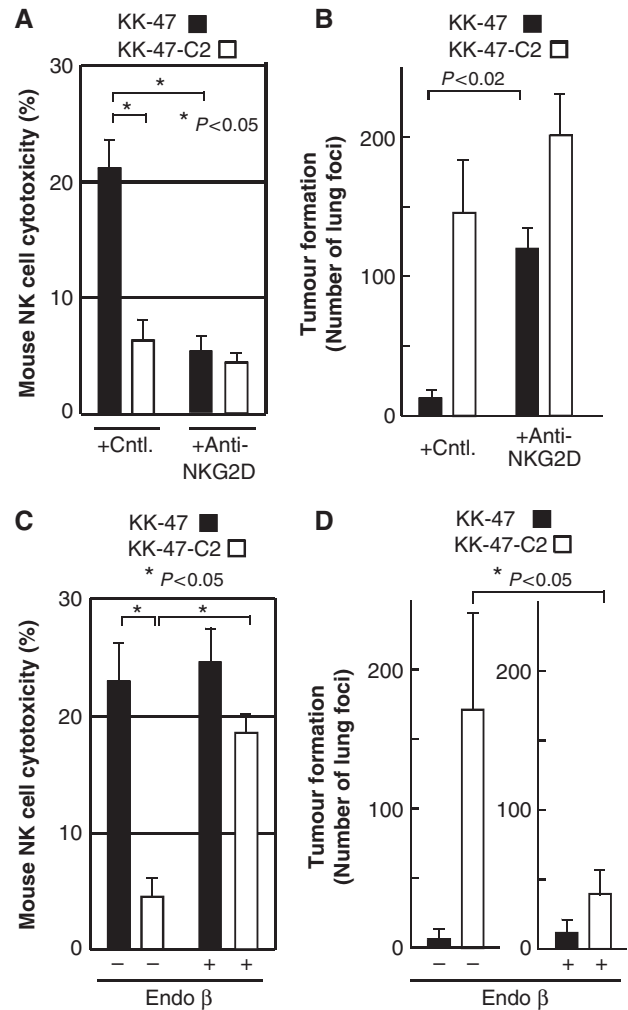 A
KK-47
KK-47-C2
Mouse NK cell cytotoxicity (%)
30
20
10
0
*
*
* P<0.05
+Cntl.
+Anti-
NKG2D
B
KK-47
KK-47-C2
Tumour formation
(Number of lung foci)
P<0.02
200
100
0
+Cntl.
+Anti-
NKG2D
C
KK-47
KK-47-C2
* P<0.05
Mouse NK cell cytotoxicity (%)
30
20
10
0
* *
− − + +
Endo β
D
KK-47
KK-47-C2
* P<0.05
Tumour formation
(Number of lung foci)
200
100
0
200
100
0
− − + +
Endo β